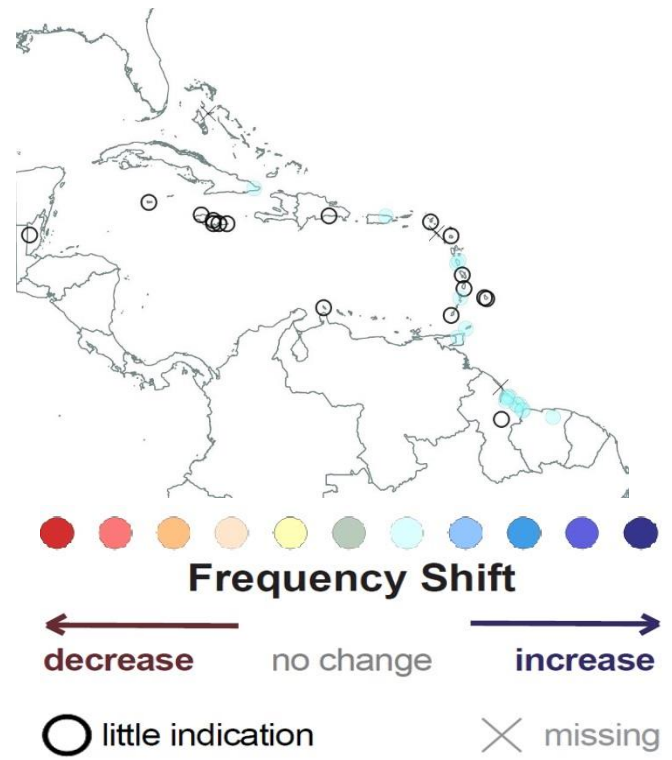 Frequency Shift
decrease no change increase
little indication missing